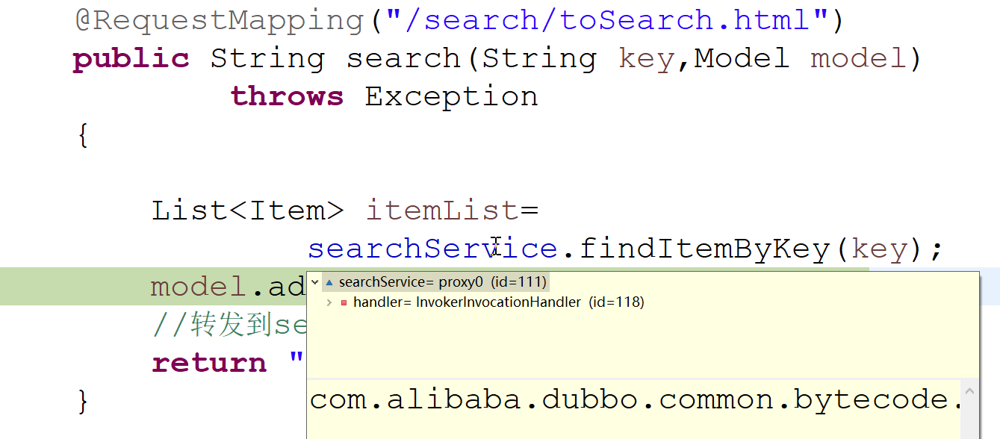 @RequestMapping("/search/toSearch.html")
public String search(String key,Model model)
throws Exception
{
List<Item> itemList=
searchService.findItemByKey(key);
model.ad
searchService= proxy0 (id=111)
handler= InvokerInvocationHandler (id=118)
//转发到se
return "
}
com.alibaba.dubbo.common.bytecode.